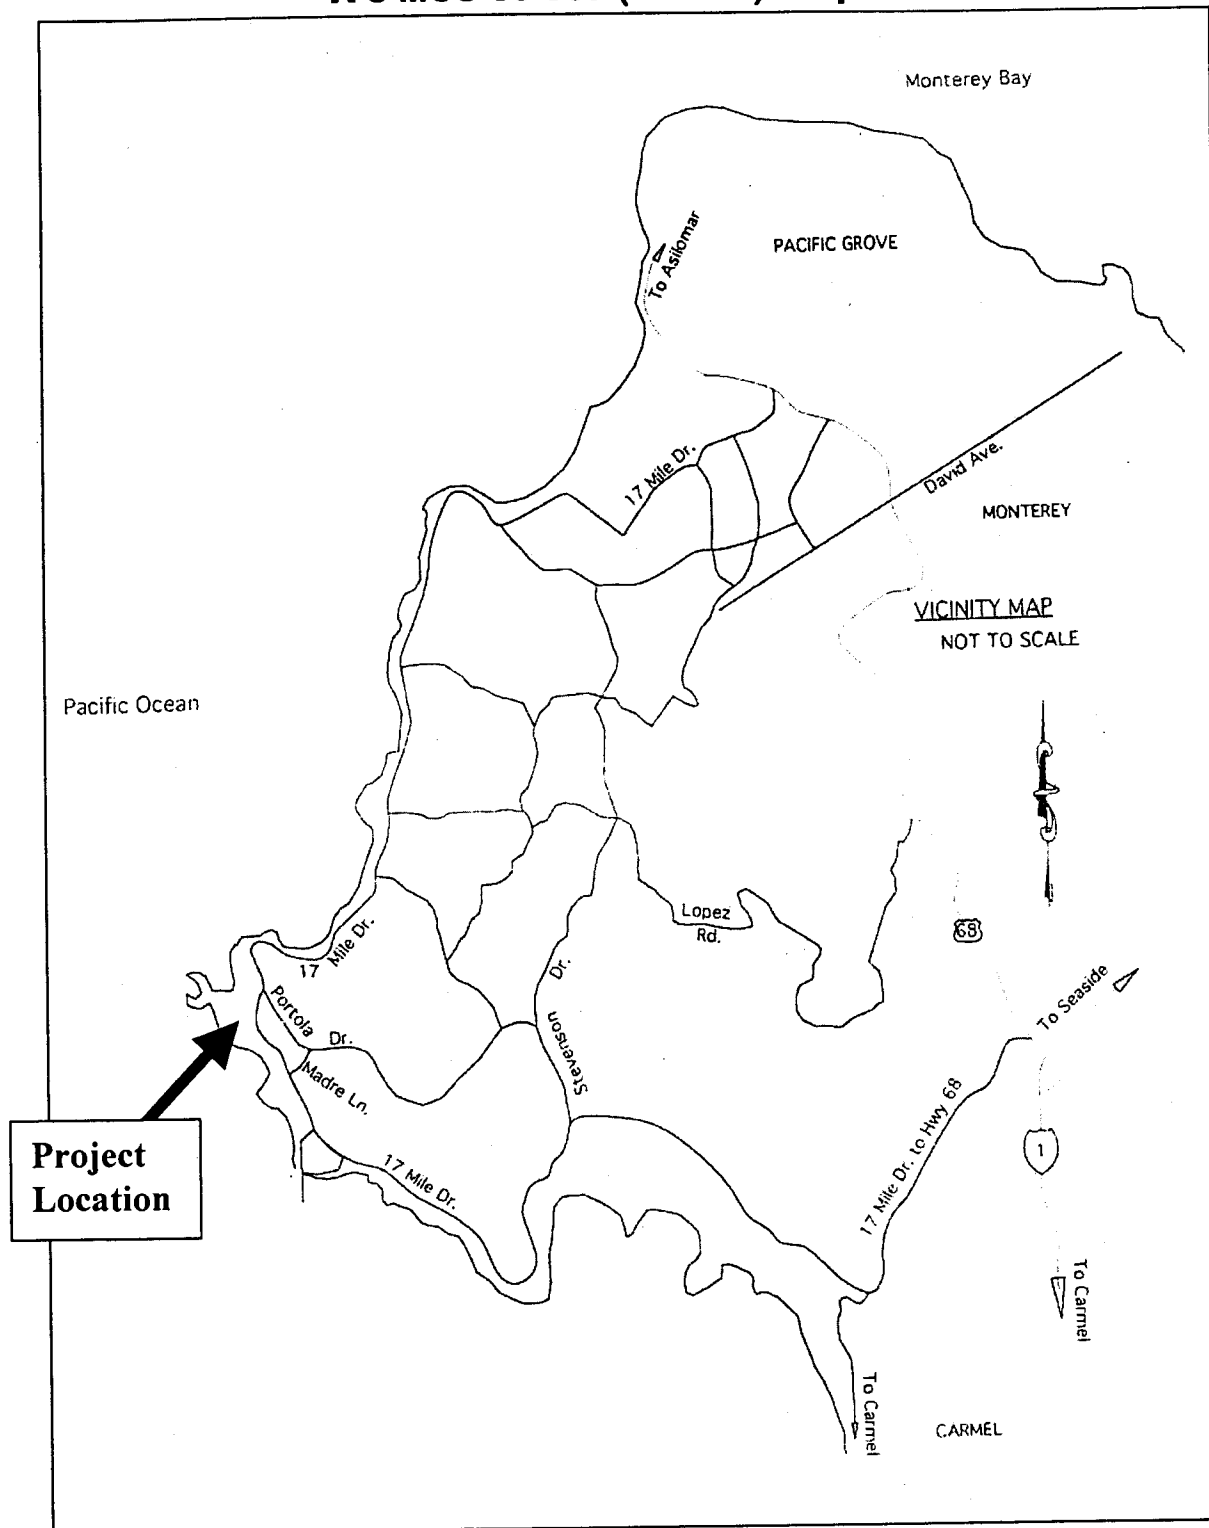 Monterey Bay
PACIFIC GROVE
To Asilomar
17 Mile Dr.
David Ave.
MONTEREY
VICINITY MAP
NOT TO SCALE
Pacific Ocean
Lopez
Rd.
68
17 Mile Dr.
Portola Dr.
Madre Ln.
Stevenson Dr.
To Seaside
17 Mile Dr. to Hwy 68
1
Project
Location
17 Mile Dr.
To Carmel
To Carmel
CARMEL